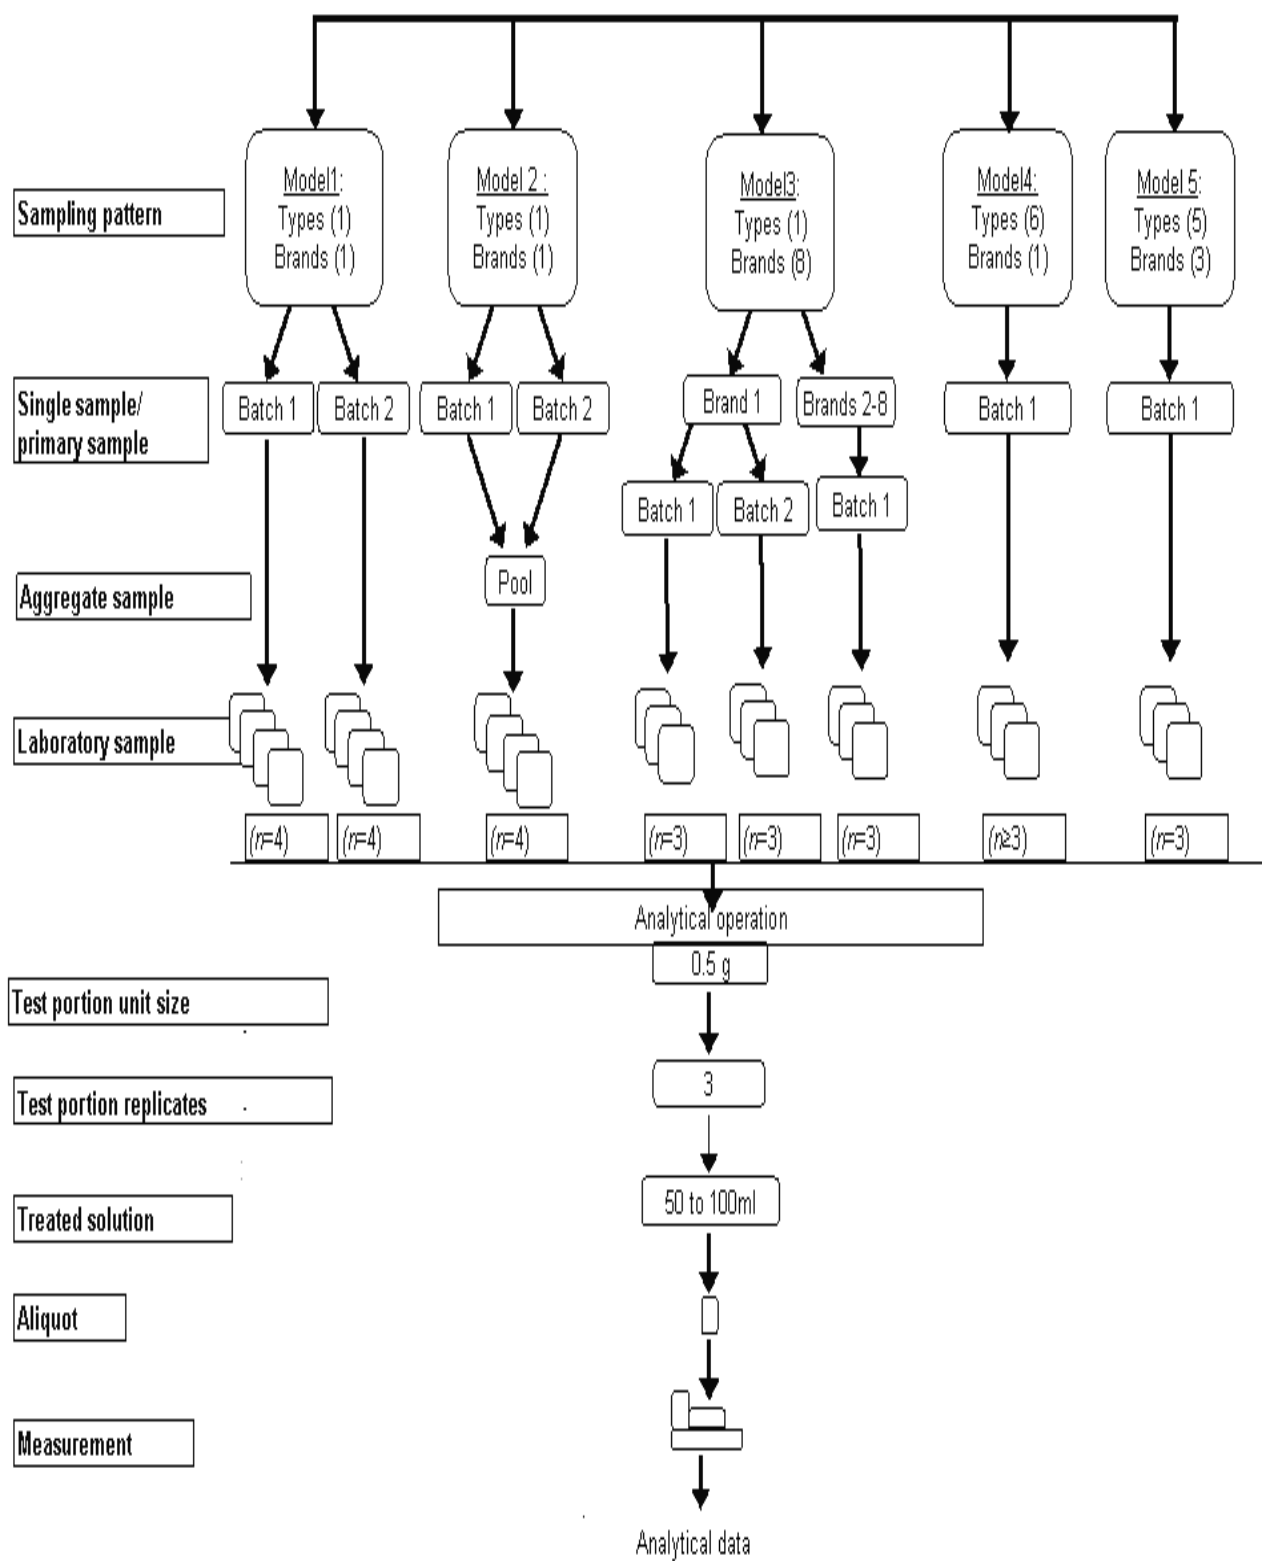 Sampling pattern
Model1:
Types (1)
Brands (1)
Model 2 :
Types (1)
Brands (1)
Model3:
Types (1)
Brands (8)
Model4:
Types (6)
Brands (1)
Model 5:
Types (5)
Brands (3)
Single sample/
primary sample
Batch 1
Batch 2
Batch 1
Batch 2
Brand 1
Brands 2-8
Batch 1
Batch 1
Batch 1
Batch 2
Batch 1
Aggregate sample
Pool
Laboratory sample
(n=4)
(n=4)
(n=4)
(n=3)
(n=3)
(n=3)
(n≥3)
(n=3)
Analytical operation
Test portion unit size
0.5 g
Test portion replicates
3
Treated solution
50 to 100ml
Aliquot
Measurement
Analytical data